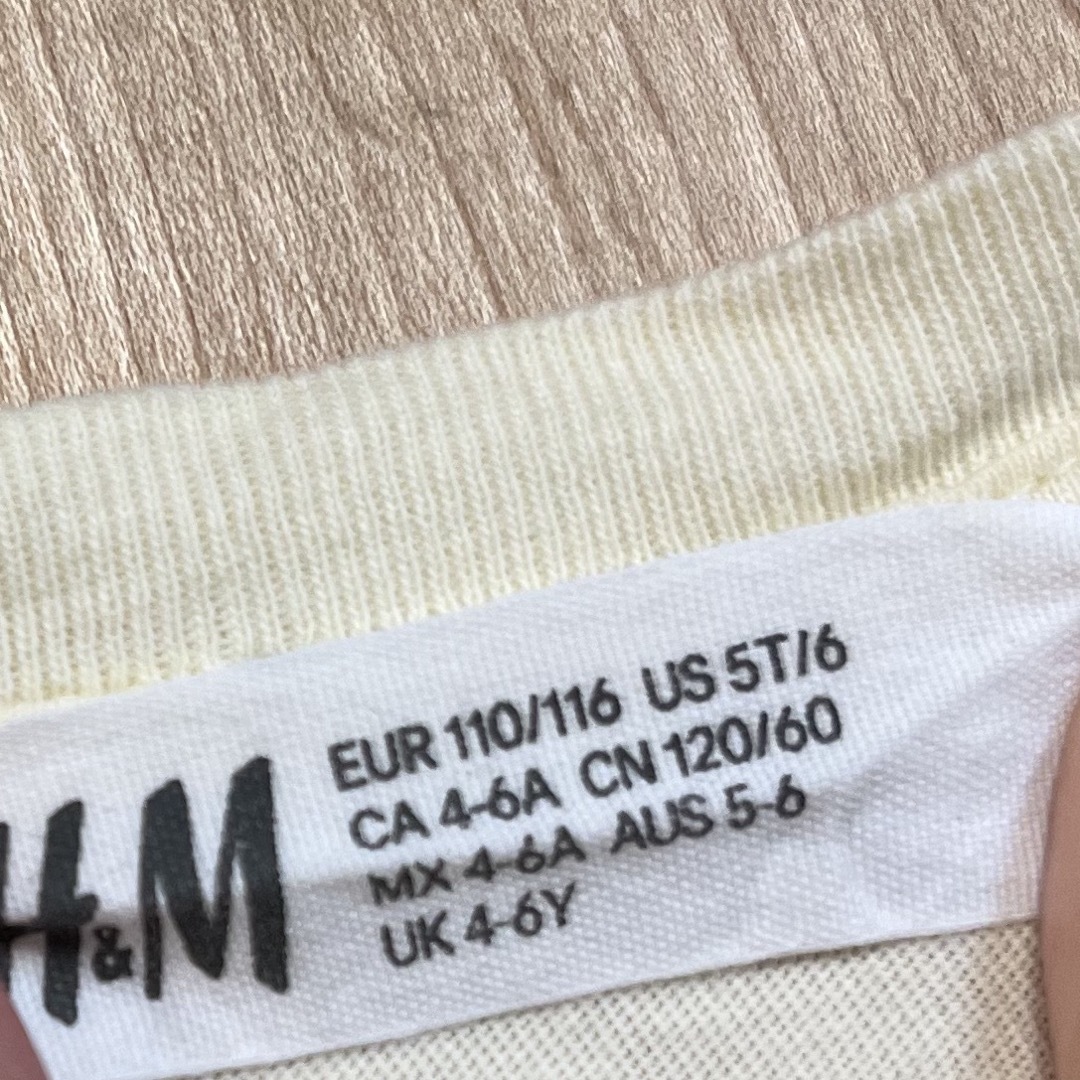 H&M
EUR 110/116 US 5T/6
CA 4-6A CN 120/60
MX 4-6A AUS 5-6
UK 4-6Y